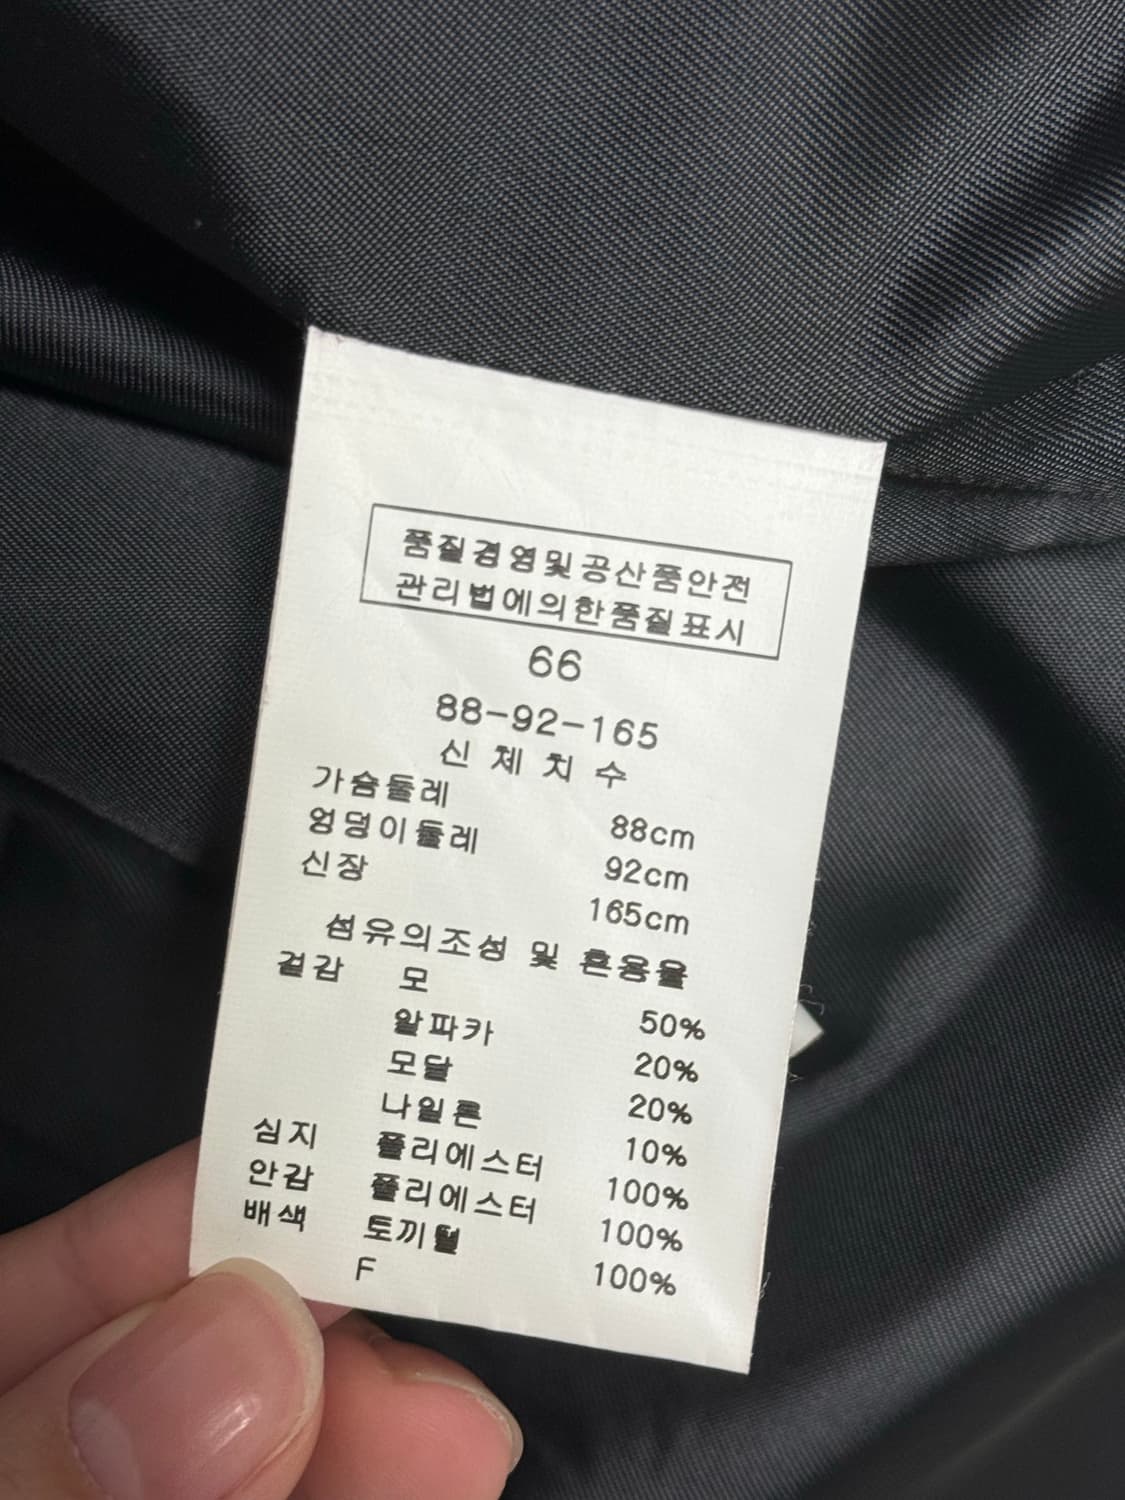 품질경영및공산품안전
관리법에의한품질표시
66
88-92-165
신체치수
가슴둘레 88cm
엉덩이둘레 92cm
신장 165cm
섬유의조성 및 혼용율
겉감 모 50%
알파카 20%
모달 20%
나일론 10%
심지 폴리에스터 100%
안감 폴리에스터 100%
배색 토끼털 100%
F